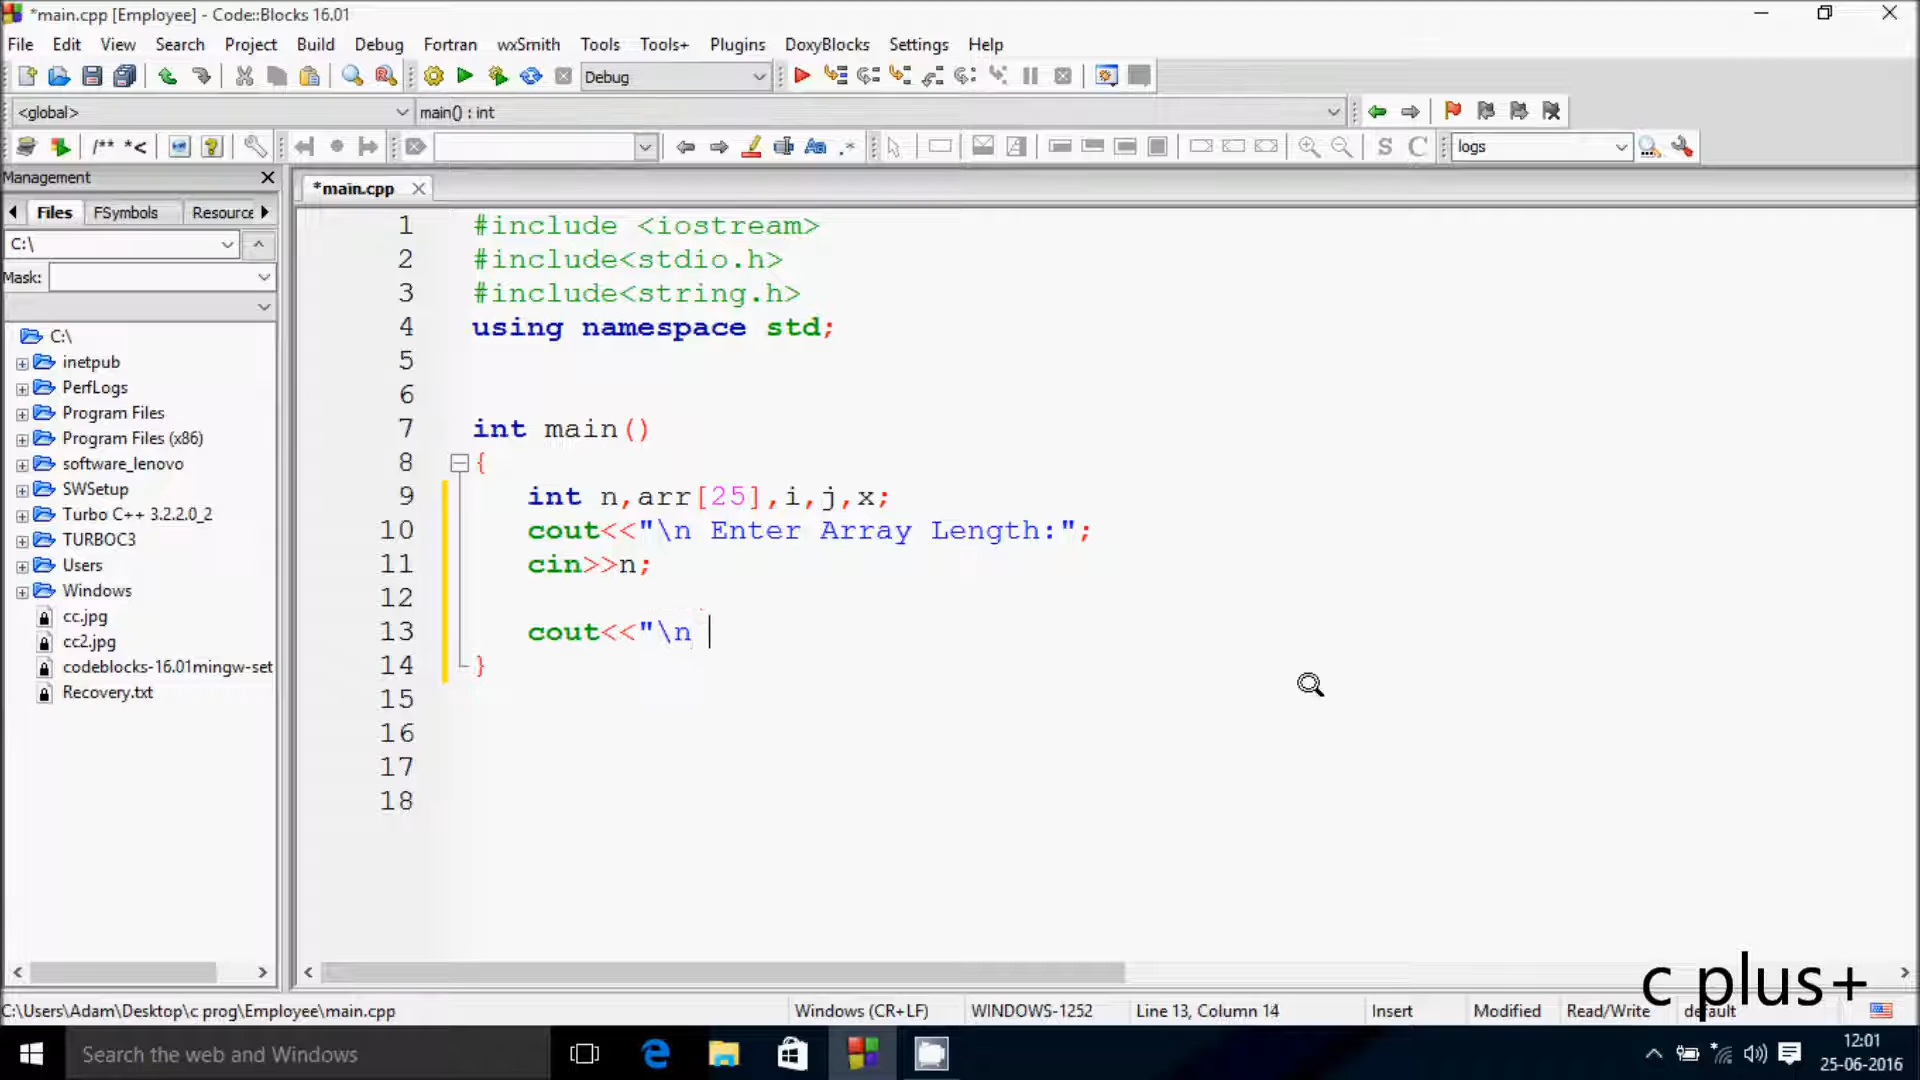 *main.cpp [Employee] - Code::Blocks 16.01
File Edit View Search Project Build Debug Fortran wxSmith Tools Tools+ Plugins DoxyBlocks Settings Help
Debug
<global> main() : int
/** *< Aa .* S C logs
Management
Files FSymbols Resource
*main.cpp
C:\
Mask:
C:\
inetpub
PerfLogs
Program Files
Program Files (x86)
software_lenovo
SWSetup
Turbo C++ 3.2.2.0_2
TURBOC3
Users
Windows
cc.jpg
cc2.jpg
codeblocks-16.01mingw-set
Recovery.txt
1 #include <iostream>
2 #include<stdio.h>
3 #include<string.h>
4 using namespace std;
5
6
7 int main()
8 {
9 int n,arr[25],i,j,x;
10 cout<<"\n Enter Array Length:";
11 cin>>n;
12
13 cout<<"\n
14 }
15
16
17
18
c plus+
C:\Users\Adam\Desktop\c prog\Employee\main.cpp Windows (CR+LF) WINDOWS-1252 Line 13, Column 14 Insert Modified Read/Write default
Search the web and Windows
12:01
25-06-2016